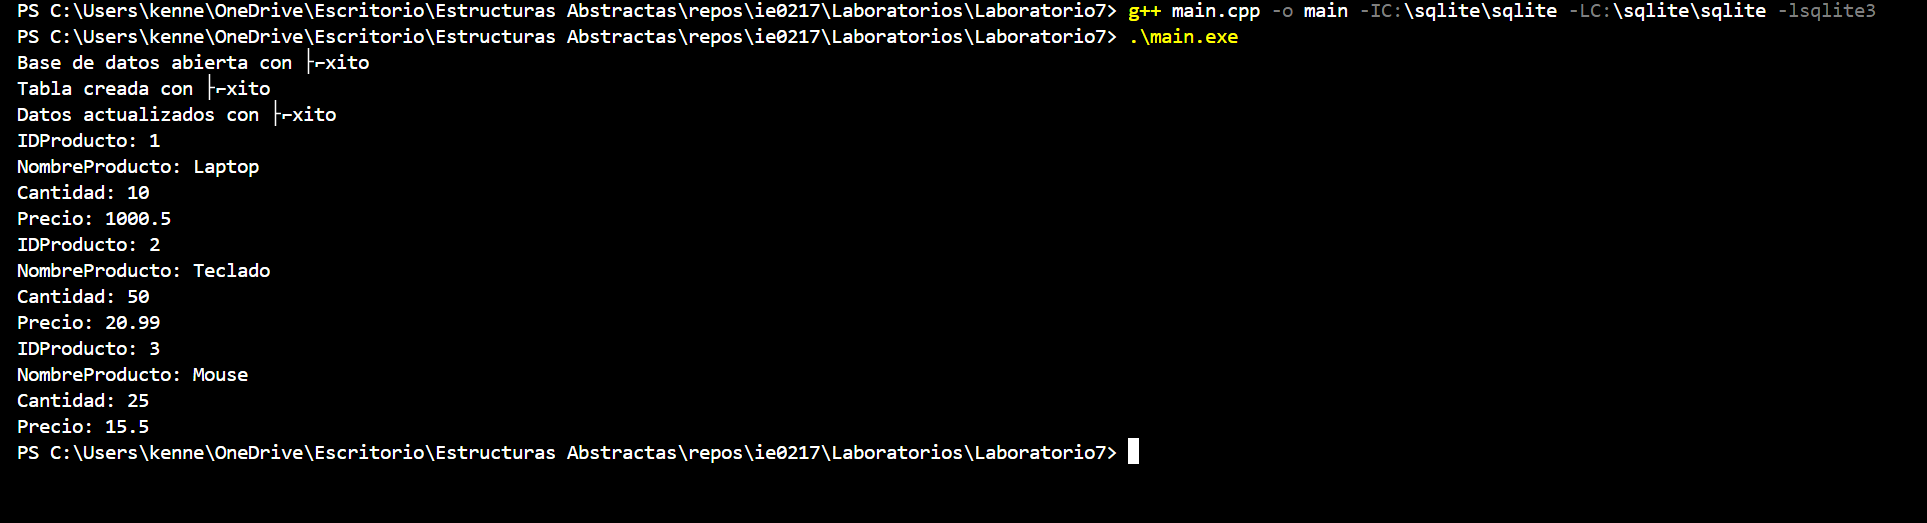 PS C:\Users\kenne\OneDrive\Escritorio\Estructuras Abstractas\repos\ie0217\Laboratorios\Laboratorio7> g++ main.cpp -o main -IC:\sqlite\sqlite -LC:\sqlite\sqlite -lsqlite3
PS C:\Users\kenne\OneDrive\Escritorio\Estructuras Abstractas\repos\ie0217\Laboratorios\Laboratorio7> .\main.exe
Base de datos abierta con ├⌐xito
Tabla creada con ├⌐xito
Datos actualizados con ├⌐xito
IDProducto: 1
NombreProducto: Laptop
Cantidad: 10
Precio: 1000.5
IDProducto: 2
NombreProducto: Teclado
Cantidad: 50
Precio: 20.99
IDProducto: 3
NombreProducto: Mouse
Cantidad: 25
Precio: 15.5
PS C:\Users\kenne\OneDrive\Escritorio\Estructuras Abstractas\repos\ie0217\Laboratorios\Laboratorio7>